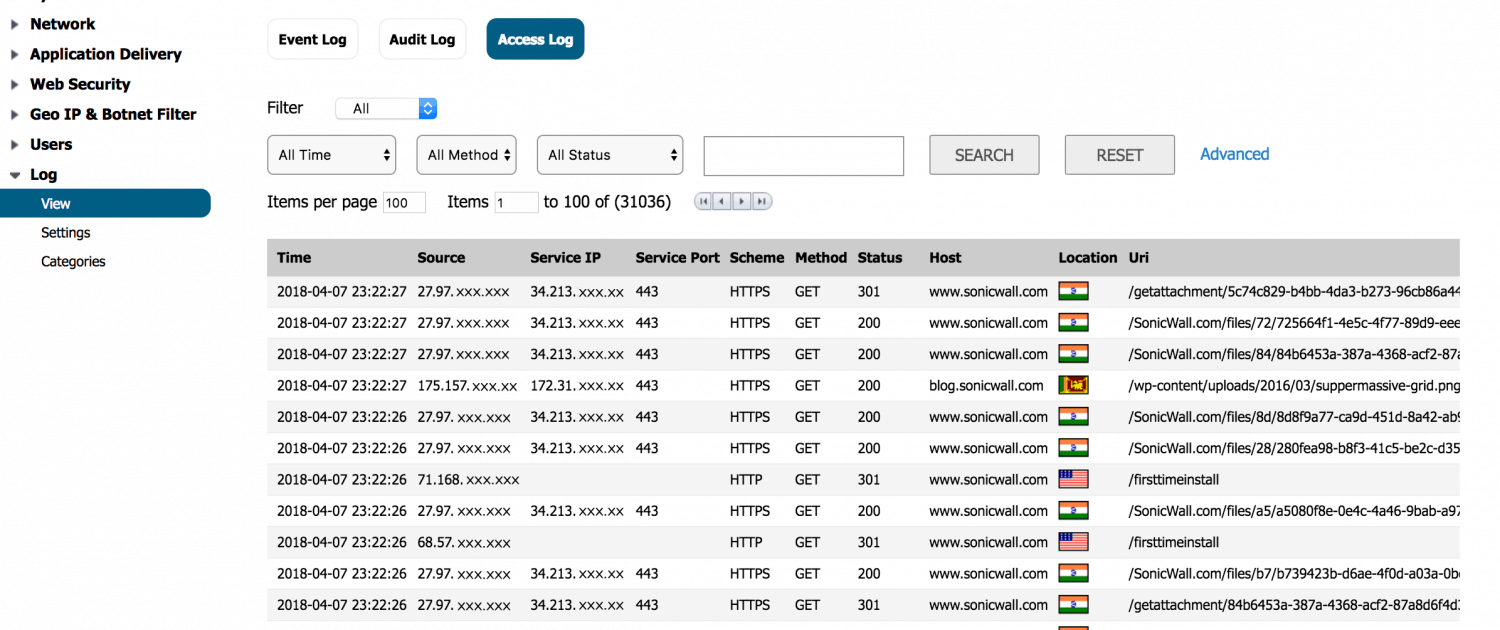 Network
Application Delivery
Web Security
Geo IP & Botnet Filter
Users
Log
View
Settings
Categories
Event Log Audit Log Access Log
Filter All
All Time All Method All Status SEARCH RESET Advanced
Items per page 100 Items 1 to 100 of (31036)
Time Source Service IP Service Port Scheme Method Status Host Location Uri
2018-04-07 23:22:27 27.97. xxx.xxx 34.213. xxx.xx 443 HTTPS GET 301 www.sonicwall.com /getattachment/5c74c829-b4bb-4da3-b273-96cb86a44
2018-04-07 23:22:27 27.97. xxx.xxx 34.213. xxx.xx 443 HTTPS GET 200 www.sonicwall.com /SonicWall.com/files/72/725664f1-4e5c-4f77-89d9-eee
2018-04-07 23:22:27 27.97. xxx.xxx 34.213. xxx.xx 443 HTTPS GET 200 www.sonicwall.com /SonicWall.com/files/84/84b6453a-387a-4368-acf2-87a
2018-04-07 23:22:27 175.157. xxx.xx 172.31. xxx.xx 443 HTTPS GET 200 blog.sonicwall.com /wp-content/uploads/2016/03/suppermassive-grid.png
2018-04-07 23:22:26 27.97. xxx.xxx 34.213. xxx.xx 443 HTTPS GET 200 www.sonicwall.com /SonicWall.com/files/8d/8d8f9a77-ca9d-451d-8a42-ab9
2018-04-07 23:22:26 27.97. xxx.xxx 34.213. xxx.xx 443 HTTPS GET 200 www.sonicwall.com /SonicWall.com/files/28/280fea98-b8f3-41c5-be2c-d35
2018-04-07 23:22:26 71.168. xxx.xxx HTTP GET 301 www.sonicwall.com /firsttimeinstall
2018-04-07 23:22:26 27.97. xxx.xxx 34.213. xxx.xx 443 HTTPS GET 200 www.sonicwall.com /SonicWall.com/files/a5/a5080f8e-0e4c-4a46-9bab-a97
2018-04-07 23:22:26 68.57. xxx.xxx HTTP GET 301 www.sonicwall.com /firsttimeinstall
2018-04-07 23:22:26 27.97. xxx.xxx 34.213. xxx.xx 443 HTTPS GET 200 www.sonicwall.com /SonicWall.com/files/b7/b739423b-d6ae-4f0d-a03a-0b
2018-04-07 23:22:26 27.97. xxx.xxx 34.213. xxx.xx 443 HTTPS GET 301 www.sonicwall.com /getattachment/84b6453a-387a-4368-acf2-87a8d6f4d